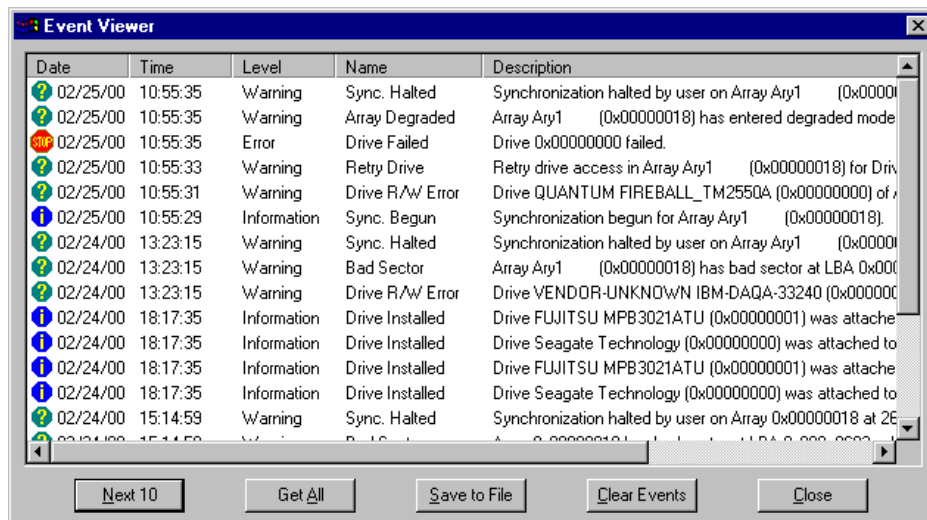 Event Viewer
Date Time Level Name Description
02/25/00 10:55:35 Warning Sync. Halted Synchronization halted by user on Array Ary1 (0x0000
02/25/00 10:55:35 Warning Array Degraded Array Ary1 (0x00000018) has entered degraded mode
STOP 02/25/00 10:55:35 Error Drive Failed Drive 0x00000000 failed.
02/25/00 10:55:33 Warning Retry Drive Retry drive access in Array Ary1 (0x00000018) for Driv
02/25/00 10:55:31 Warning Drive R/W Error Drive QUANTUM FIREBALL_TM2550A (0x00000000) of
02/25/00 10:55:29 Information Sync. Begun Synchronization begun for Array Ary1 (0x00000018).
02/24/00 13:23:15 Warning Sync. Halted Synchronization halted by user on Array Ary1 (0x0000
02/24/00 13:23:15 Warning Bad Sector Array Ary1 (0x00000018) has bad sector at LBA 0x000
02/24/00 13:23:15 Warning Drive R/W Error Drive VENDOR-UNKNOWN IBM-DAQA-33240 (0x000000
02/24/00 18:17:35 Information Drive Installed Drive FUJITSU MPB3021ATU (0x00000001) was attache
02/24/00 18:17:35 Information Drive Installed Drive Seagate Technology (0x00000000) was attached to
02/24/00 18:17:35 Information Drive Installed Drive FUJITSU MPB3021ATU (0x00000001) was attache
02/24/00 18:17:35 Information Drive Installed Drive Seagate Technology (0x00000000) was attached to
02/24/00 15:14:59 Warning Sync. Halted Synchronization halted by user on Array 0x00000018 at 2E
Next 10 Get All Save to File Clear Events Close